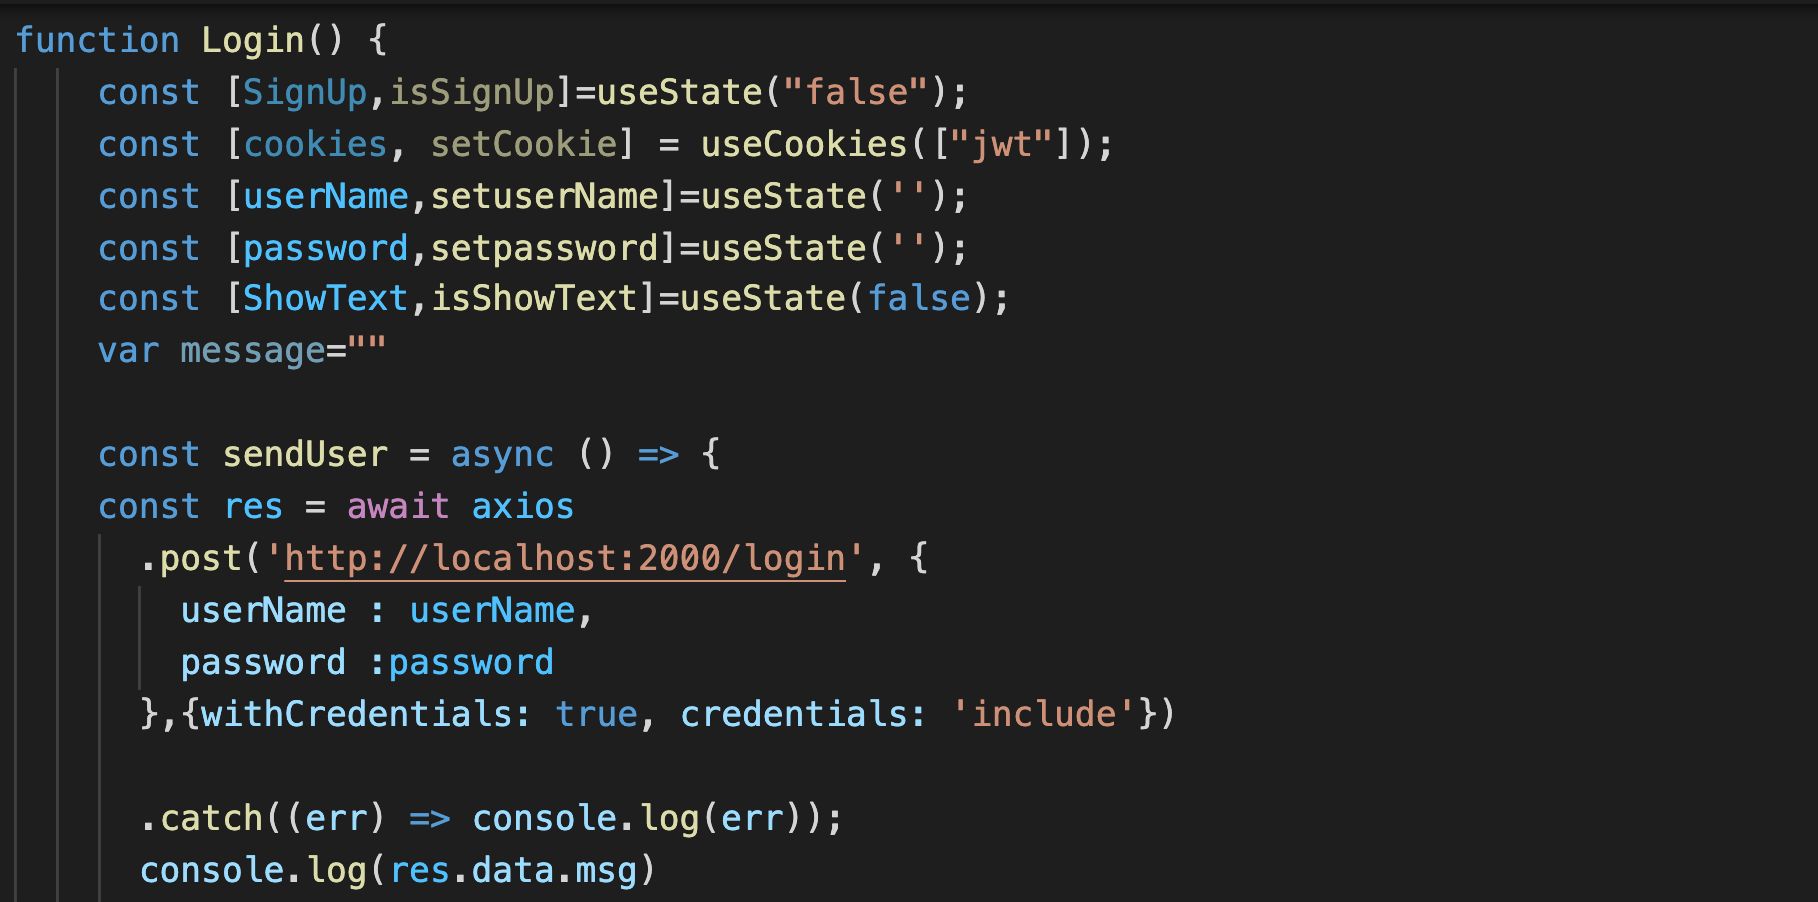 function Login() {
const [SignUp,isSignUp]=useState("false");
const [cookies, setCookie] = useCookies(["jwt"]);
const [userName,setuserName]=useState('');
const [password,setpassword]=useState('');
const [ShowText,isShowText]=useState(false);
var message=""
const sendUser = async () => {
const res = await axios
.post('http://localhost:2000/login', {
userName : userName,
password :password
},{withCredentials: true, credentials: 'include'})
.catch((err) => console.log(err));
console.log(res.data.msg)